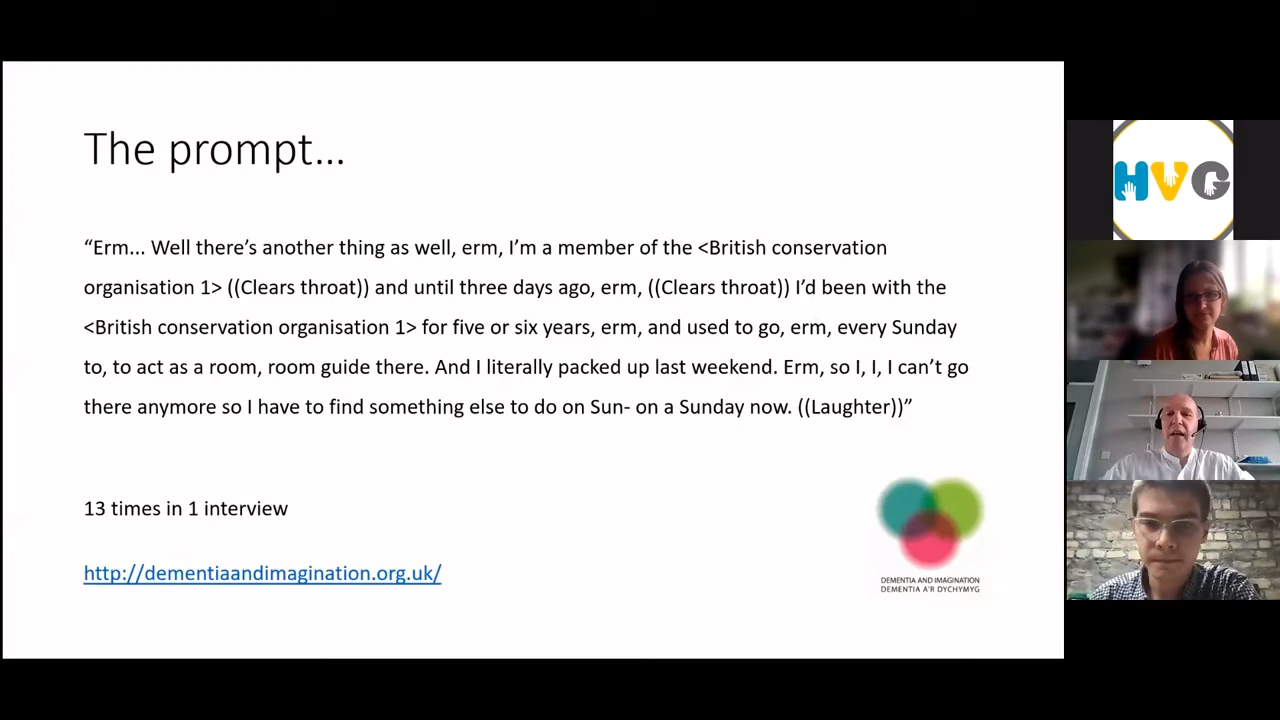 The prompt...
“Erm... Well there’s another thing as well, erm, I’m a member of the <British conservation
organisation 1> ((Clears throat)) and until three days ago, erm, ((Clears throat)) I’d been with the
<British conservation organisation 1> for five or six years, erm, and used to go, erm, every Sunday
to, to act as a room, room guide there. And I literally packed up last weekend. Erm, so I, I, I can’t go
there anymore so I have to find something else to do on Sun- on a Sunday now. ((Laughter))”
13 times in 1 interview
http://dementiaandimagination.org.uk/
DEMENTIA AND IMAGINATION
DEMENTIA A'R DYCHYMYG
HVG